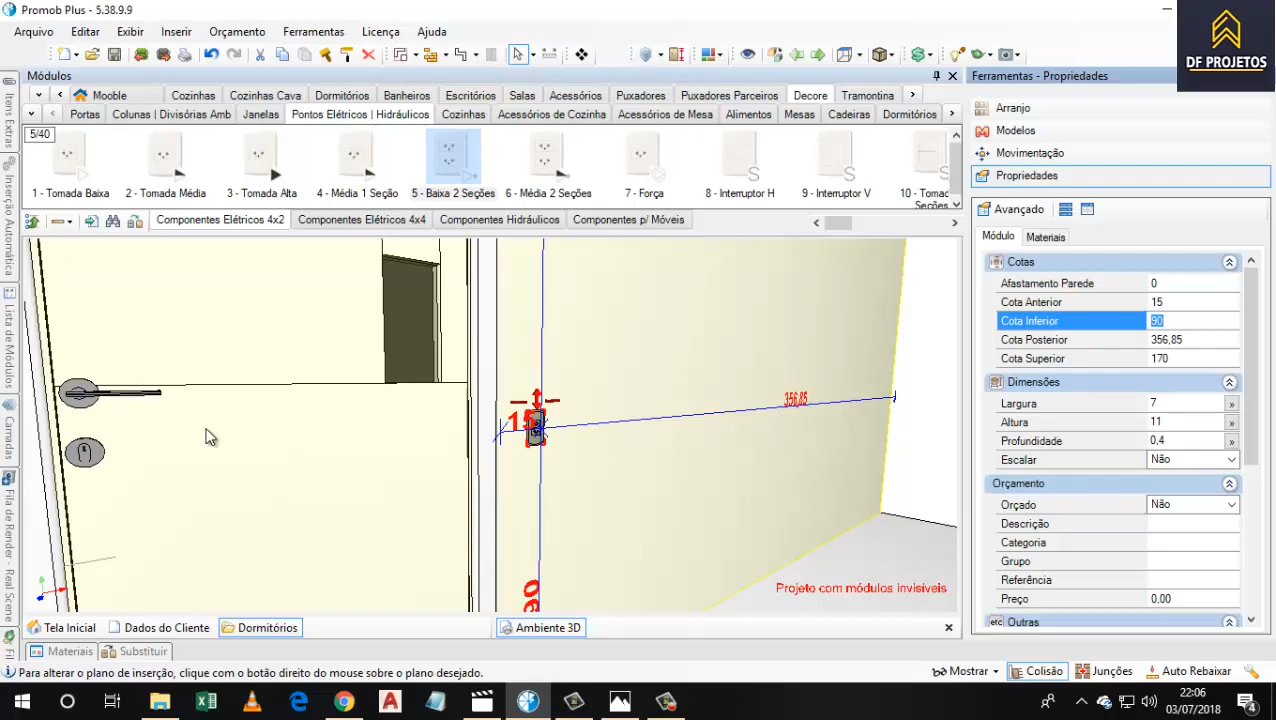 Promob Plus - 5.38.9.9
DF PROJETOS
Arquivo Editar Exibir Inserir Orçamento Ferramentas Licença Ajuda
Módulos
Ferramentas - Propriedades
Mooble Cozinhas Cozinhas Cava Dormitórios Banheiros Escritórios Salas Acessórios Puxadores Puxadores Parceiros Decore Tramontina
Portas Colunas | Divisórias Amb Janelas Pontos Elétricos | Hidráulicos Cozinhas Acessórios de Cozinha Acessórios de Mesa Alimentos Mesas Cadeiras Dormitórios
5/40
1 - Tomada Baixa 2 - Tomada Média 3 - Tomada Alta 4 - Média 1 Seção 5 - Baixa 2 Seções 6 - Média 2 Seções 7 - Força 8 - Interruptor H 9 - Interruptor V 10 - Tomac
Seções
Componentes Elétricos 4x2 Componentes Elétricos 4x4 Componentes Hidráulicos Componentes p/ Móveis
Itens Extras
Inserção Automática
Lista de Módulos
Camadas
Fila de Render - Real Scene
Fi
356,85
15
90
Projeto com módulos invisíveis
Arranjo
Modelos
Movimentação
Propriedades
Avançado
Módulo Materiais
Cotas
Afastamento Parede 0
Cota Anterior 15
Cota Inferior 90
Cota Posterior 356,85
Cota Superior 170
Dimensões
Largura 7
Altura 11
Profundidade 0,4
Escalar Não
Orçamento
Orçado Não
Descrição
Categoria
Grupo
Referência
Preço 0,00
etc Outras
Tela Inicial Dados do Cliente Dormitórios Ambiente 3D
Materiais Substituir
Para alterar o plano de inserção, clique com o botão direito do mouse sobre o plano desejado.
Mostrar Colisão Junções Auto Rebaixar
22:06
03/07/2018
4